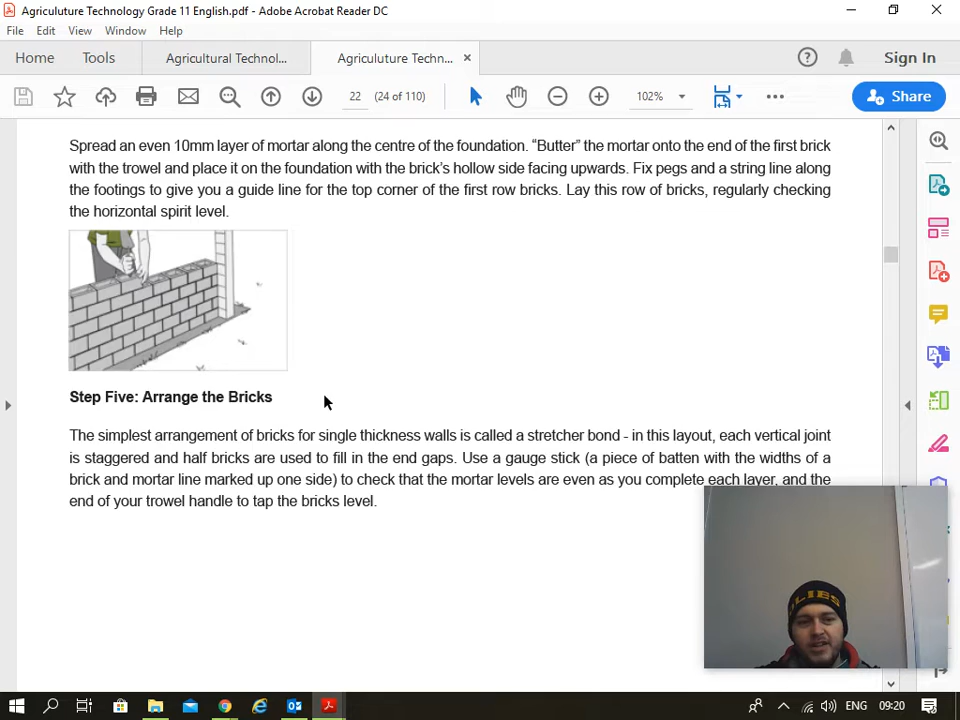 Agriculuture Technology Grade 11 English.pdf - Adobe Acrobat Reader DC
File Edit View Window Help
Home Tools Agricultural Technol... Agriculuture Techn... × Sign In
22 (24 of 110) 102% Share
Spread an even 10mm layer of mortar along the centre of the foundation. “Butter” the mortar onto the end of the first brick
with the trowel and place it on the foundation with the brick’s hollow side facing upwards. Fix pegs and a string line along
the footings to give you a guide line for the top corner of the first row bricks. Lay this row of bricks, regularly checking
the horizontal spirit level.
Step Five: Arrange the Bricks
The simplest arrangement of bricks for single thickness walls is called a stretcher bond - in this layout, each vertical joint
is staggered and half bricks are used to fill in the end gaps. Use a gauge stick (a piece of batten with the widths of a
brick and mortar line marked up one side) to check that the mortar levels are even as you complete each layer, and the
end of your trowel handle to tap the bricks level.
ENG 09:20